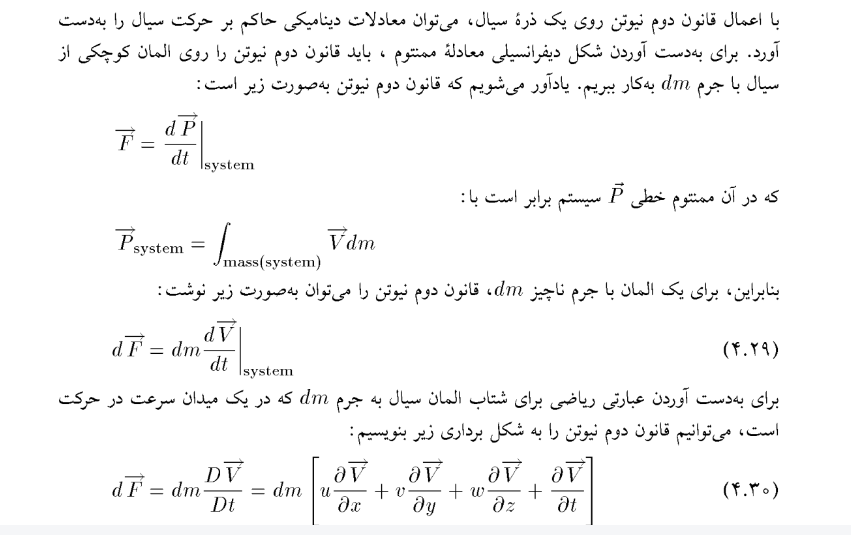 با اعمال قانون دوم نیوتن روی یک ذرهٔ سیال، می‌توان معادلات دینامیکی حاکم بر حرکت سیال را به‌دست
آورد. برای به‌دست آوردن شکل دیفرانسیلی معادلهٔ ممنتوم ، باید قانون دوم نیوتن را روی المان کوچکی از
سیال با جرم dm به‌کار ببریم. یادآور می‌شویم که قانون دوم نیوتن به‌صورت زیر است:
$\overrightarrow{F} = \left.\frac{d\overrightarrow{P}}{dt}\right|_{\text{system}}$
که در آن ممنتوم خطی $\vec{P}$ سیستم برابر است با:
$\overrightarrow{P}_{\text{system}} = \int_{\text{mass(system)}} \overrightarrow{V} dm$
بنابراین، برای یک المان با جرم ناچیز dm، قانون دوم نیوتن را می‌توان به‌صورت زیر نوشت:
$d\overrightarrow{F} = dm \left.\frac{d\overrightarrow{V}}{dt}\right|_{\text{system}}$ (۴.۲۹)
برای به‌دست آوردن عبارتی ریاضی برای شتاب المان سیال به جرم dm که در یک میدان سرعت در حرکت
است، می‌توانیم قانون دوم نیوتن را به شکل برداری زیر بنویسیم:
$d\overrightarrow{F} = dm \frac{D\overrightarrow{V}}{Dt} = dm \left[ u\frac{\partial \overrightarrow{V}}{\partial x} + v\frac{\partial \overrightarrow{V}}{\partial y} + w\frac{\partial \overrightarrow{V}}{\partial z} + \frac{\partial \overrightarrow{V}}{\partial t} \right]$ (۴.۳۰)